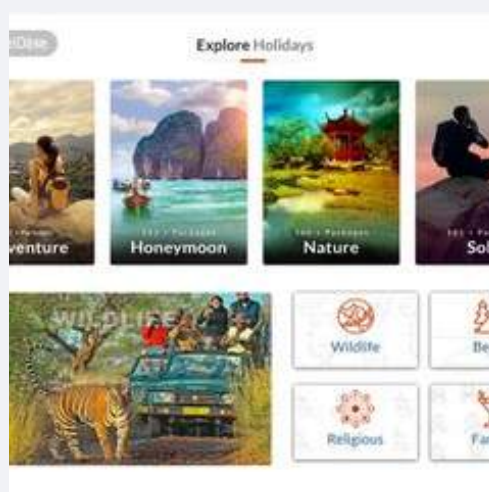 Explore Holidays
venture
Honeymoon
Nature
Sol
WILDLIFE
Wildlife
Be
Religious
Fa